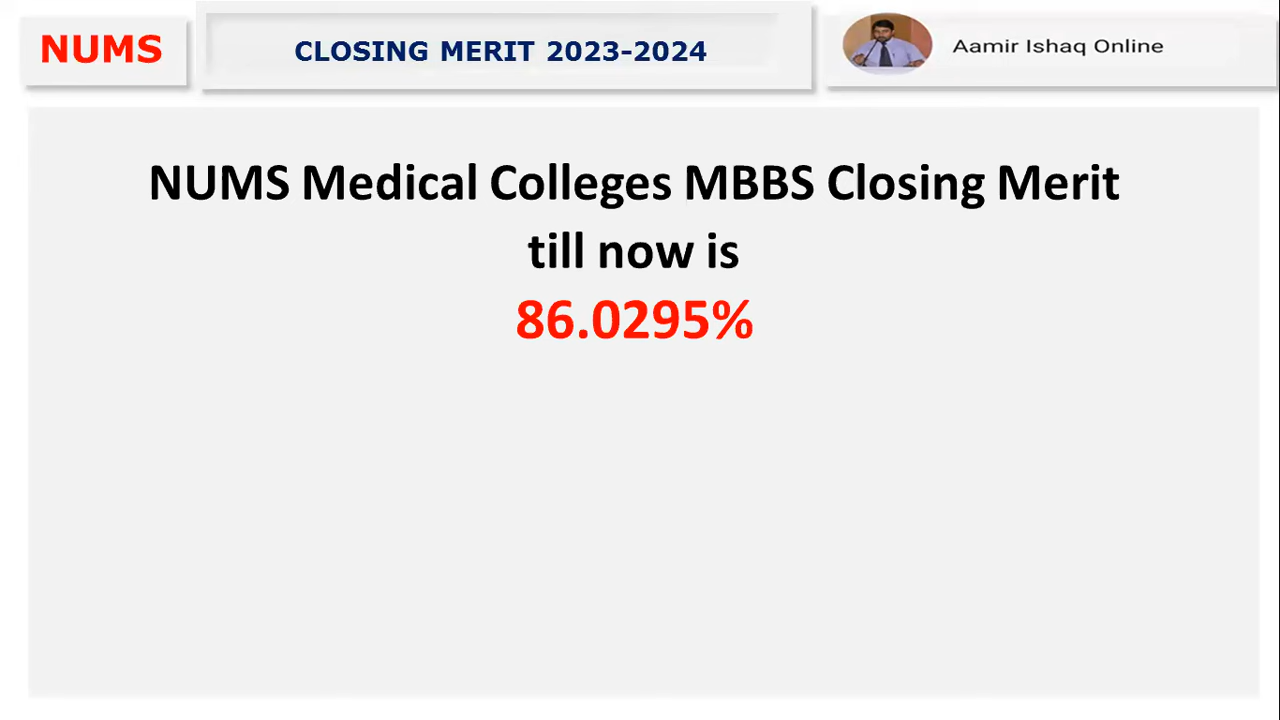 NUMS
CLOSING MERIT 2023-2024
Aamir Ishaq Online
NUMS Medical Colleges MBBS Closing Merit
till now is
86.0295%